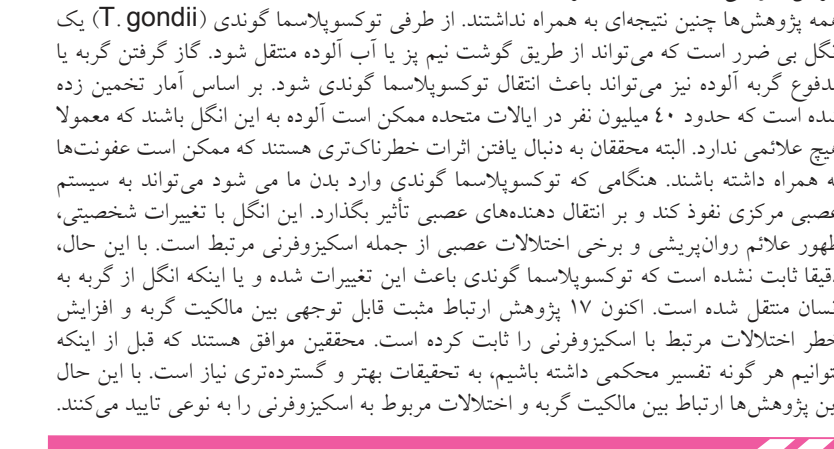 همه پژوهش‌ها چنین نتیجه‌ای به همراه نداشتند. از طرفی توکسوپلاسما گوندی (T. gondii) یک
نگل بی ضرر است که می‌تواند از طریق گوشت نیم پز یا آب آلوده منتقل شود. گاز گرفتن گربه یا
مدفوع گربه آلوده نیز می‌تواند باعث انتقال توکسوپلاسما گوندی شود. بر اساس آمار تخمین زده
شده است که حدود ٤٠ میلیون نفر در ایالات متحده ممکن است آلوده به این انگل باشند که معمولا
هیچ علائمی ندارد. البته محققان به دنبال یافتن اثرات خطرناک‌تری هستند که ممکن است عفونت‌ها
به همراه داشته باشند. هنگامی که توکسوپلاسما گوندی وارد بدن ما می شود می‌تواند به سیستم
عصبی مرکزی نفوذ کند و بر انتقال دهنده‌های عصبی تأثیر بگذارد. این انگل با تغییرات شخصیتی،
ظهور علائم روان‌پریشی و برخی اختلالات عصبی از جمله اسکیزوفرنی مرتبط است. با این حال،
دقیقا ثابت نشده است که توکسوپلاسما گوندی باعث این تغییرات شده و یا اینکه انگل از گربه به
نسان منتقل شده است. اکنون ١٧ پژوهش ارتباط مثبت قابل توجهی بین مالکیت گربه و افزایش
خطر اختلالات مرتبط با اسکیزوفرنی را ثابت کرده است. محققین موافق هستند که قبل از اینکه
بتوانیم هر گونه تفسیر محکمی داشته باشیم، به تحقیقات بهتر و گسترده‌تری نیاز است. با این حال
ین پژوهش‌ها ارتباط بین مالکیت گربه و اختلالات مربوط به اسکیزوفرنی را به نوعی تایید می‌کنند.